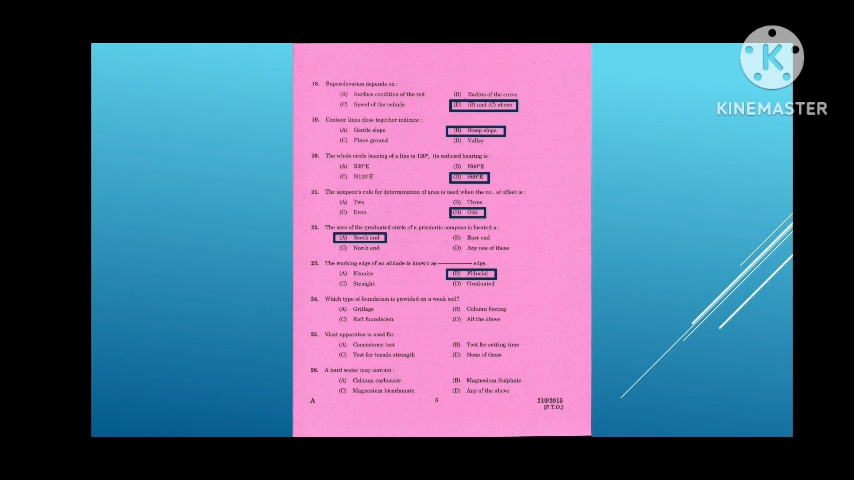 KINEMASTER
18. Superelevation depends on :
(A) Surface condition of the rod (B) Radius of the curve
(C) Speed of the vehicle (D) (B) and (C) above
19. Contour lines close together indicate :
(A) Gentle slope (B) Steep slope
(C) Plane ground (D) Valley
20. The whole circle bearing of a line is 120°, its reduced bearing is :
(A) S30°E (B) N60°E
(C) N120°E (D) S60°E
21. The simpson's rule for determination of area is used when the no. of offset is :
(A) Two (B) Three
(C) Even (D) Odd
22. The zero of the graduated circle of a prismatic compass is located a :
(A) South end (B) East end
(C) North end (D) Any one of these
23. The working edge of an alidade is known as ———— edge.
(A) Ebonite (B) Fiducial
(C) Straight (D) Graduated
24. Which type of foundation is provided on a weak soil?
(A) Grillage (B) Column footing
(C) Raft foundation (D) All the above
25. Vicat apparatus is used for
(A) Consistency test (B) Test for setting time
(C) Test for tensile strength (D) None of these
26. A hard water may contain :
(A) Calcium carbonate (B) Magnesium Sulphate
(C) Magnesium bicarbonate (D) Any of the above
A 5 210/2015
[P.T.O.]